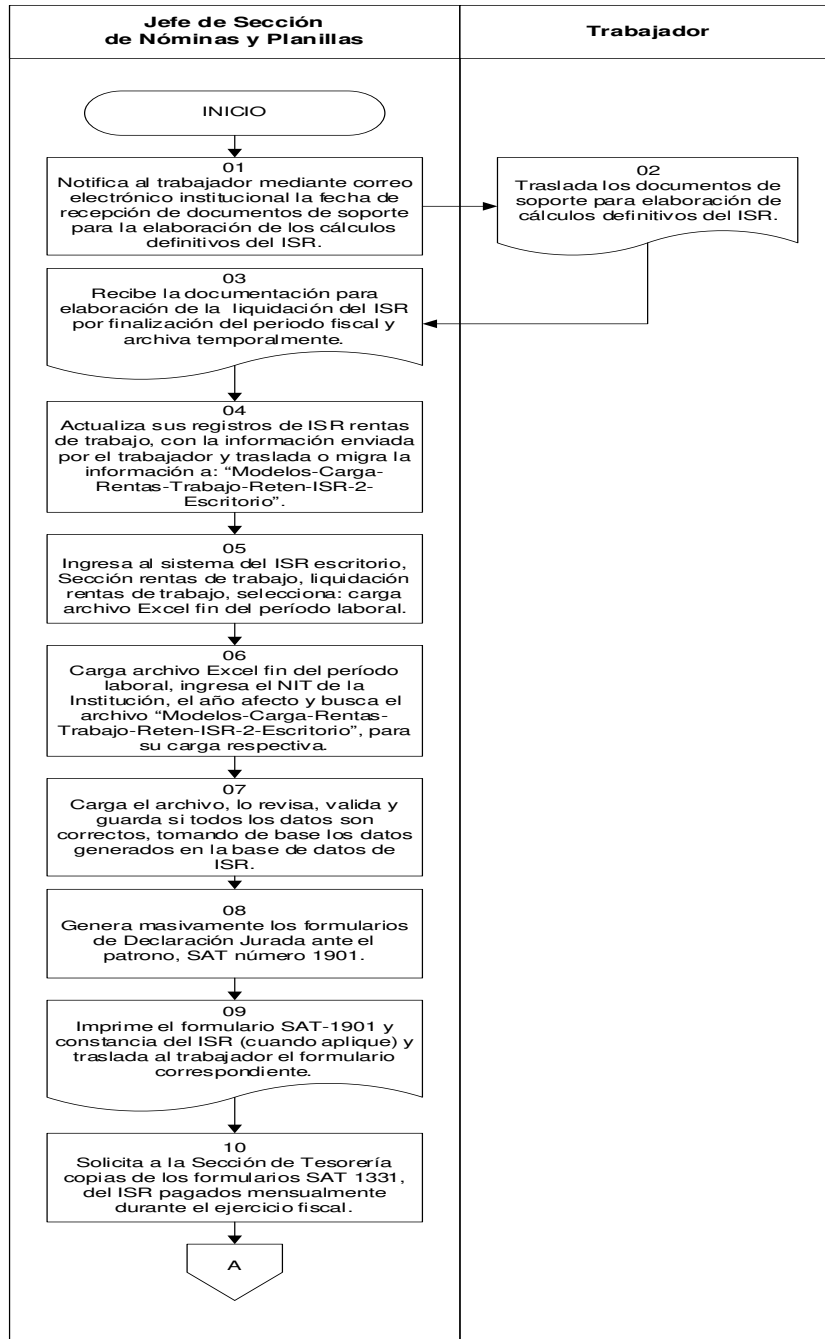 Jefe de Sección
de Nóminas y Planillas
Trabajador
INICIO
01
Notifica al trabajador mediante correo
electrónico institucional la fecha de
recepción de documentos de soporte
para la elaboración de los cálculos
definitivos del ISR.
02
Traslada los documentos de
soporte para elaboración de
cálculos definitivos del ISR.
03
Recibe la documentación para
elaboración de la liquidación del ISR
por finalización del periodo fiscal y
archiva temporalmente.
04
Actualiza sus registros de ISR rentas
de trabajo, con la información enviada
por el trabajador y traslada o migra la
información a: “Modelos-Carga-
Rentas-Trabajo-Reten-ISR-2-
Escritorio”.
05
Ingresa al sistema del ISR escritorio,
Sección rentas de trabajo, liquidación
rentas de trabajo, selecciona: carga
archivo Excel fin del período laboral.
06
Carga archivo Excel fin del período
laboral, ingresa el NIT de la
Institución, el año afecto y busca el
archivo “Modelos-Carga-Rentas-
Trabajo-Reten-ISR-2-Escritorio”, para
su carga respectiva.
07
Carga el archivo, lo revisa, valida y
guarda si todos los datos son
correctos, tomando de base los datos
generados en la base de datos de
ISR.
08
Genera masivamente los formularios
de Declaración Jurada ante el
patrono, SAT número 1901.
09
Imprime el formulario SAT-1901 y
constancia del ISR (cuando aplique) y
traslada al trabajador el formulario
correspondiente.
10
Solicita a la Sección de Tesorería
copias de los formularios SAT 1331,
del ISR pagados mensualmente
durante el ejercicio fiscal.
A